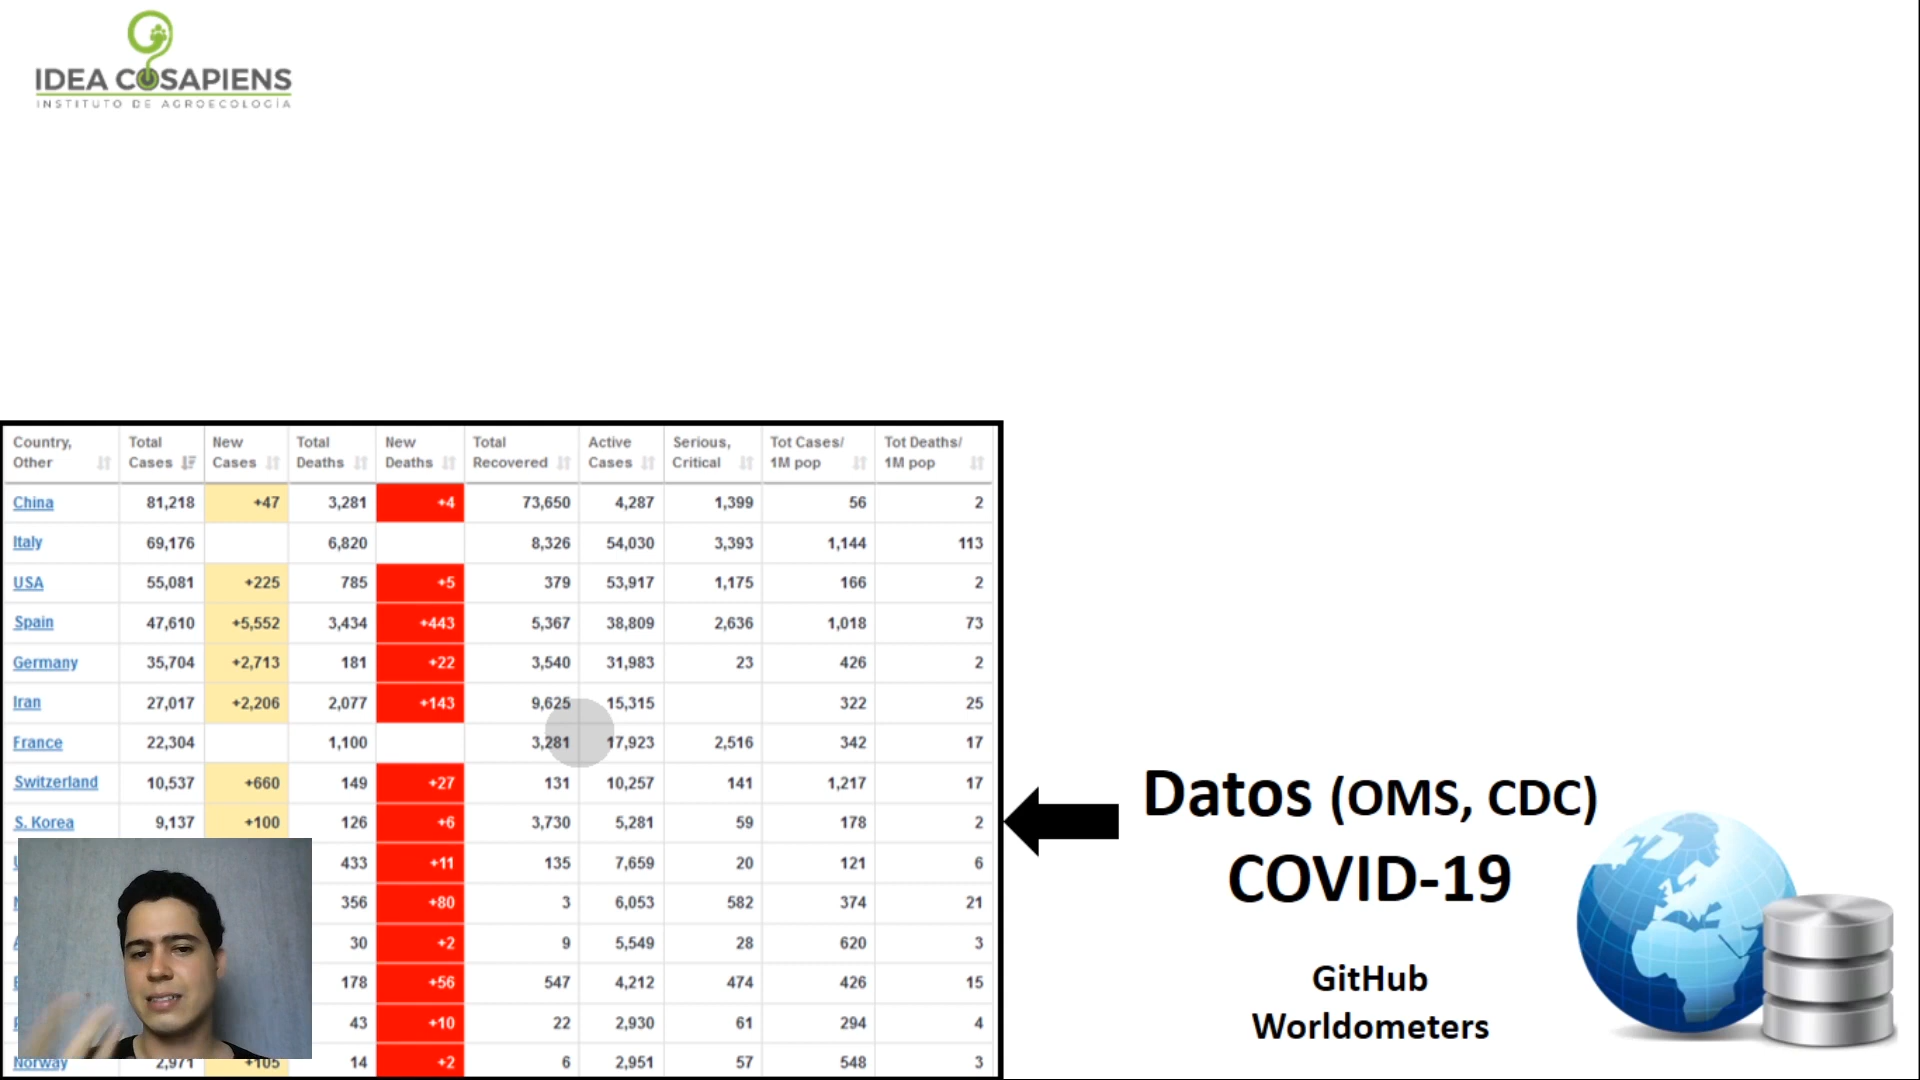 IDEA COSAPIENS
INSTITUTO DE AGROECOLOGÍA
Country, Other Total Cases New Cases Total Deaths New Deaths Total Recovered Active Cases Serious, Critical Tot Cases/ 1M pop Tot Deaths/ 1M pop
China 81,218 +47 3,281 +4 73,650 4,287 1,399 56 2
Italy 69,176 6,820 8,326 54,030 3,393 1,144 113
USA 55,081 +225 785 +5 379 53,917 1,175 166 2
Spain 47,610 +5,552 3,434 +443 5,367 38,809 2,636 1,018 73
Germany 35,704 +2,713 181 +22 3,540 31,983 23 426 2
Iran 27,017 +2,206 2,077 +143 9,625 15,315 322 25
France 22,304 1,100 3,281 17,923 2,516 342 17
Switzerland 10,537 +660 149 +27 131 10,257 141 1,217 17
S. Korea 9,137 +100 126 +6 3,730 5,281 59 178 2
433 +11 135 7,659 20 121 6
356 +80 3 6,053 582 374 21
30 +2 9 5,549 28 620 3
178 +56 547 4,212 474 426 15
43 +10 22 2,930 61 294 4
Norway 2,971 +105 14 +2 6 2,951 57 548 3
Datos (OMS, CDC)
COVID-19
GitHub
Worldometers